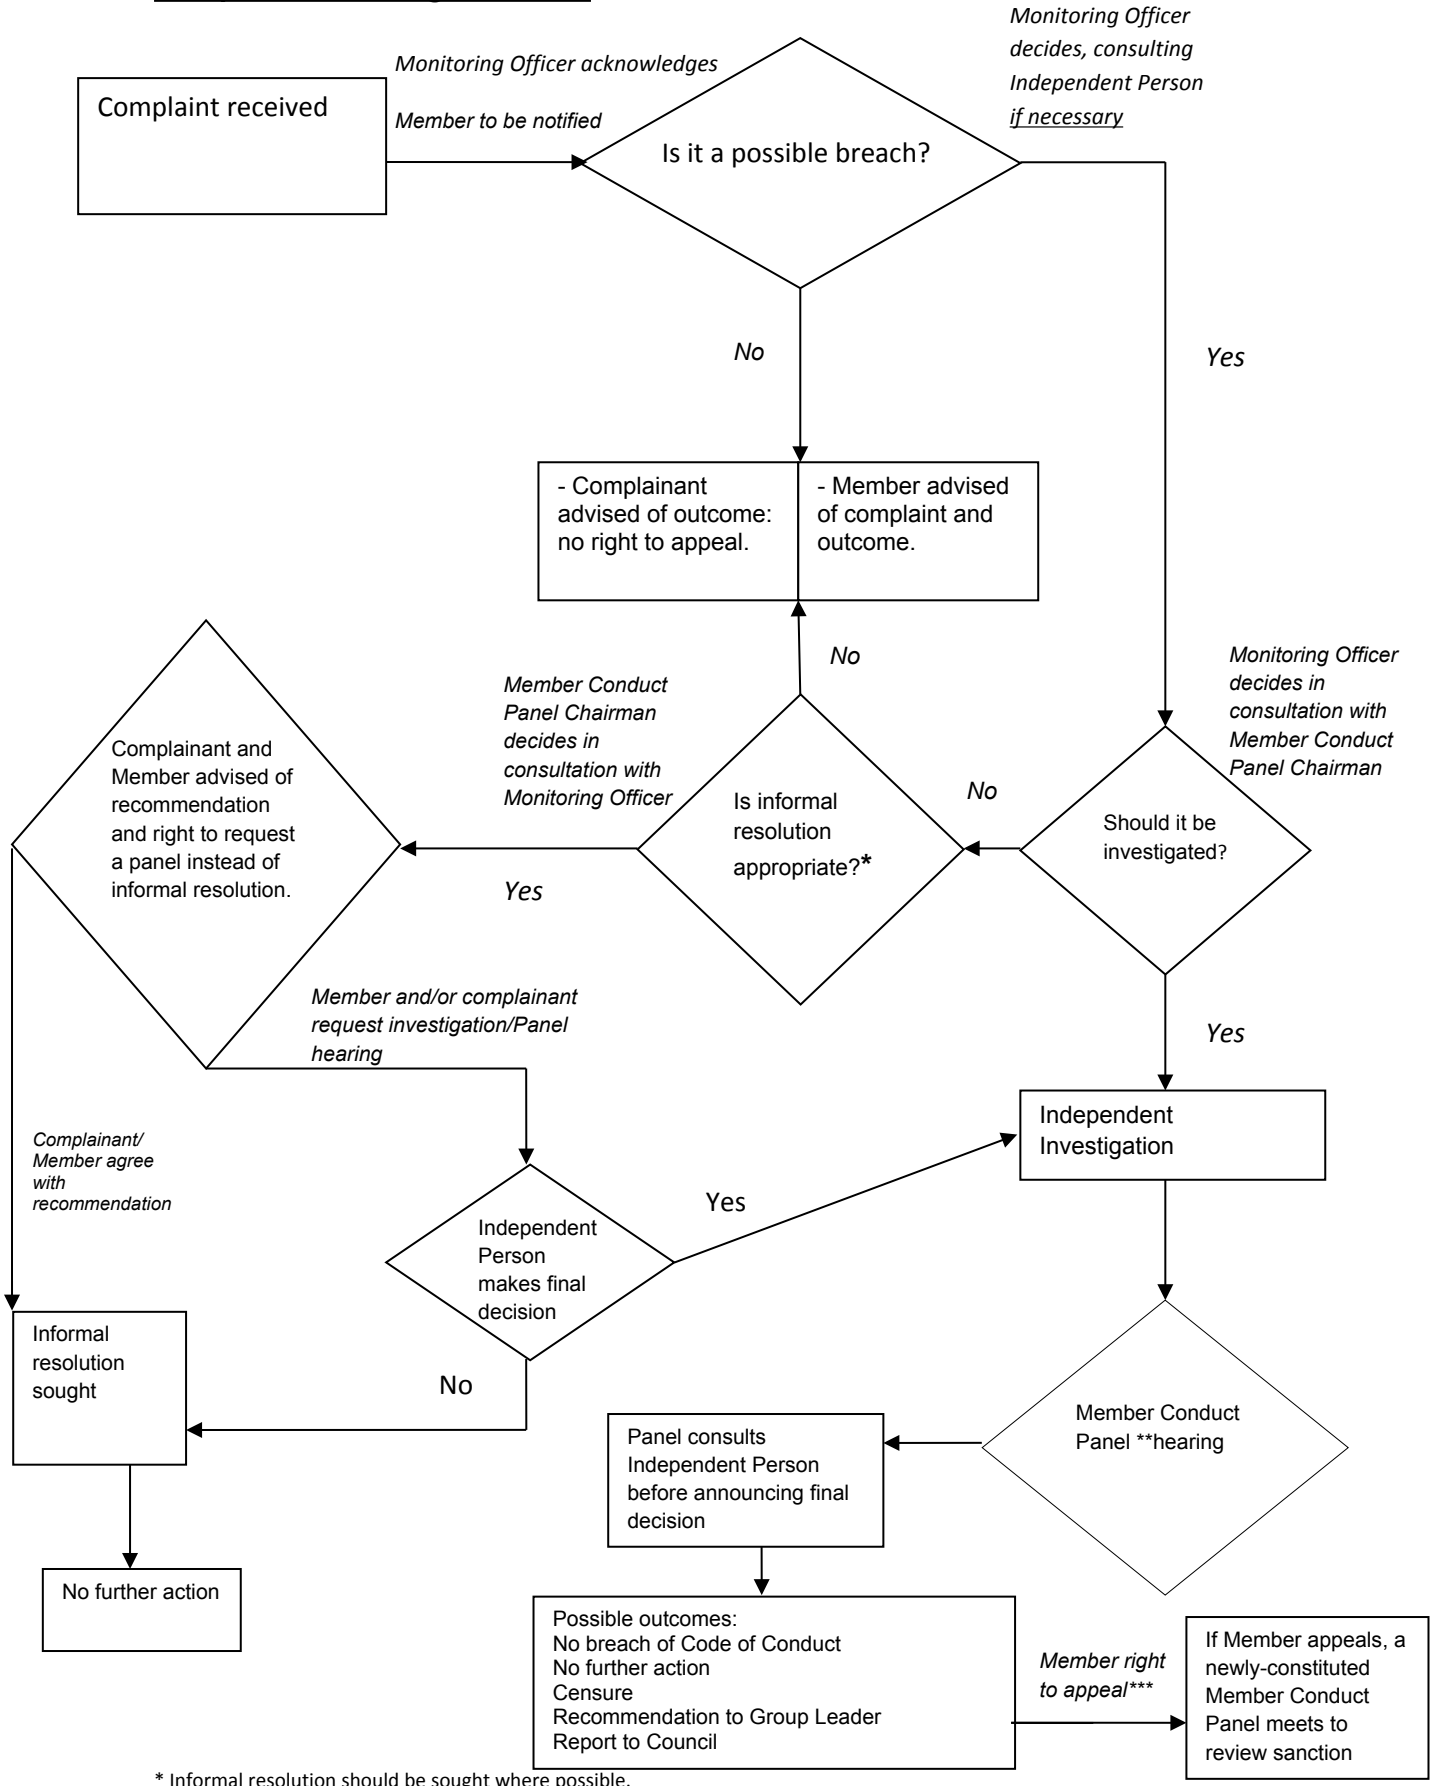 Monitoring Officer
decides, consulting
Independent Person
if necessary
Monitoring Officer acknowledges
Complaint received
Member to be notified
Is it a possible breach?
No
Yes
- Complainant
advised of outcome:
no right to appeal.
- Member advised
of complaint and
outcome.
No
Monitoring Officer
decides in
consultation with
Member Conduct
Panel Chairman
Member Conduct
Panel Chairman
decides in
consultation with
Monitoring Officer
Complainant and
Member advised of
recommendation
and right to request
a panel instead of
informal resolution.
Is informal
resolution
appropriate?*
No
Should it be
investigated?
Yes
Member and/or complainant
request investigation/Panel
hearing
Yes
Independent
Investigation
Complainant/
Member agree
with
recommendation
Yes
Independent
Person
makes final
decision
Informal
resolution
sought
No
Member Conduct
Panel **hearing
Panel consults
Independent Person
before announcing final
decision
No further action
Possible outcomes:
No breach of Code of Conduct
No further action
Censure
Recommendation to Group Leader
Report to Council
Member right
to appeal***
If Member appeals, a
newly-constituted
Member Conduct
Panel meets to
review sanction
* Informal resolution should be sought where possible.